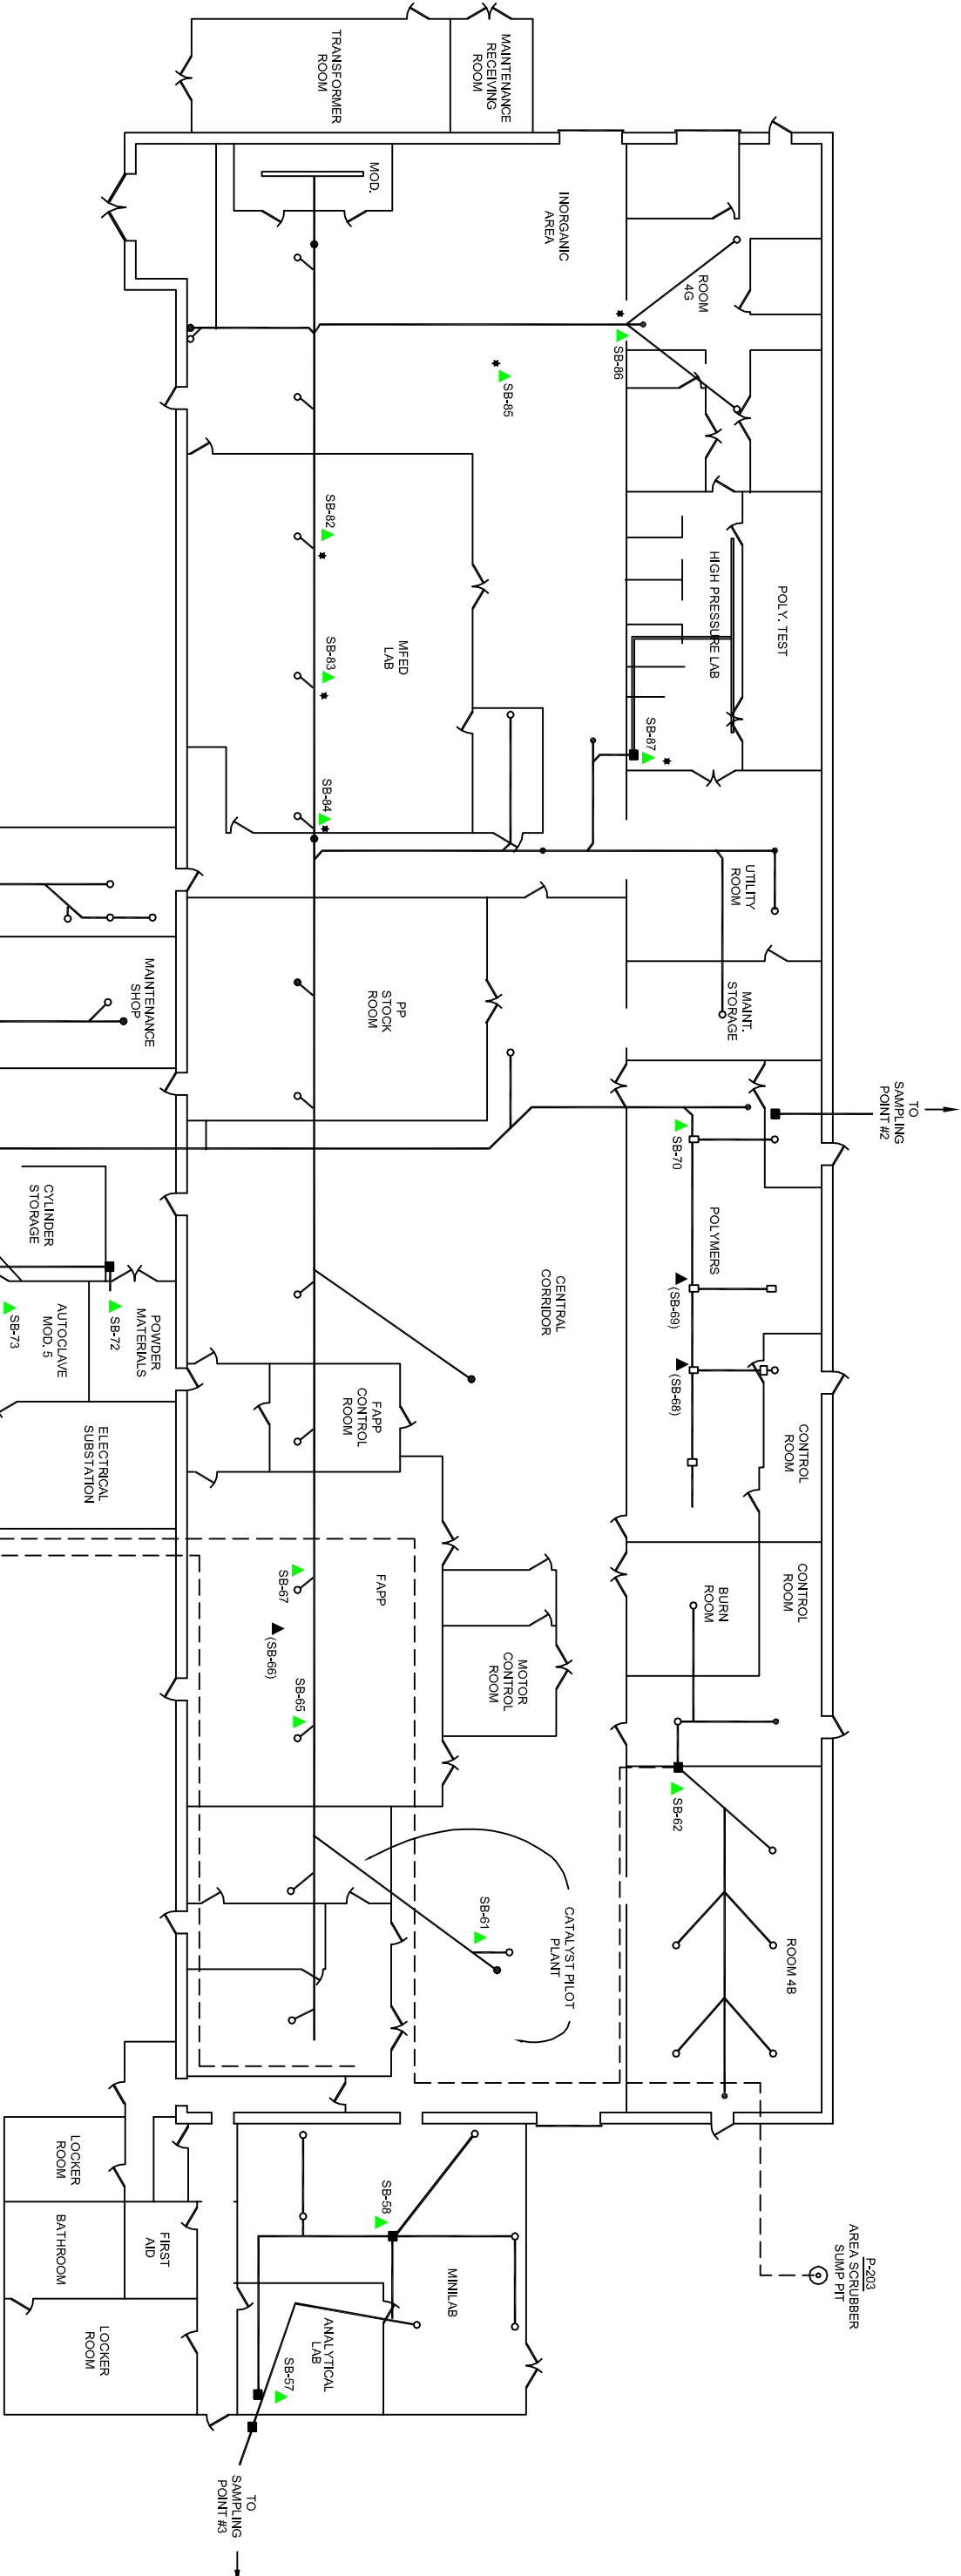 TRANSFORMER
ROOM
MAINTENANCE
RECEIVING
ROOM
MOD.
INORGANIC
AREA
ROOM
4G
SB-86
SB-85
SB-82
SB-83
SB-84
MFED
LAB
HIGH PRESSURE LAB
POLY. TEST
SB-87
UTILITY
ROOM
MAINT.
STORAGE
MAINTENANCE
SHOP
PP
STOCK
ROOM
TO
SAMPLING
POINT #2
SB-70
POLYMERS
(SB-69)
(SB-68)
CYLINDER
STORAGE
CENTRAL
CORRIDOR
POWDER
MATERIALS
SB-72
AUTOCLAVE
MOD. 5
SB-73
FAPP
CONTROL
ROOM
CONTROL
ROOM
ELECTRICAL
SUBSTATION
CONTROL
ROOM
BURN
ROOM
FAPP
SB-67
(SB-66)
SB-65
MOTOR
CONTROL
ROOM
SB-62
SB-61
CATALYST PILOT
PLANT
ROOM 4B
LOCKER
ROOM
BATHROOM
FIRST
AID
LOCKER
ROOM
SB-58
MINILAB
ANALYTICAL
LAB
SB-57
P-203
AREA SCRUBBER
SUMP PIT
TO
SAMPLING
POINT #3